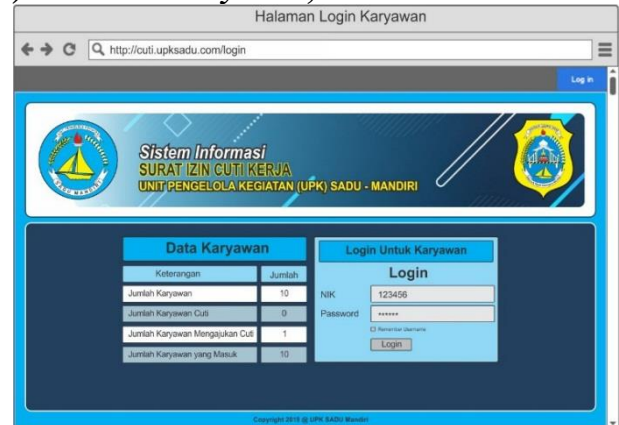 Halaman Login Karyawan
http://cuti.upksadu.com/login
Log in
Sistem Informasi
SURAT IZIN CUTI KERJA
UNIT PENGELOLA KEGIATAN (UPK) SADU - MANDIRI
Data Karyawan
Keterangan Jumlah
Jumlah Karyawan 10
Jumlah Karyawan Cuti 0
Jumlah Karyawan Mengajukan Cuti 1
Jumlah Karyawan yang Masuk 10
Login Untuk Karyawan
Login
NIK 123456
Password ******
Remember Username
Login
Copyright 2015 @ UPK SADU Mandiri